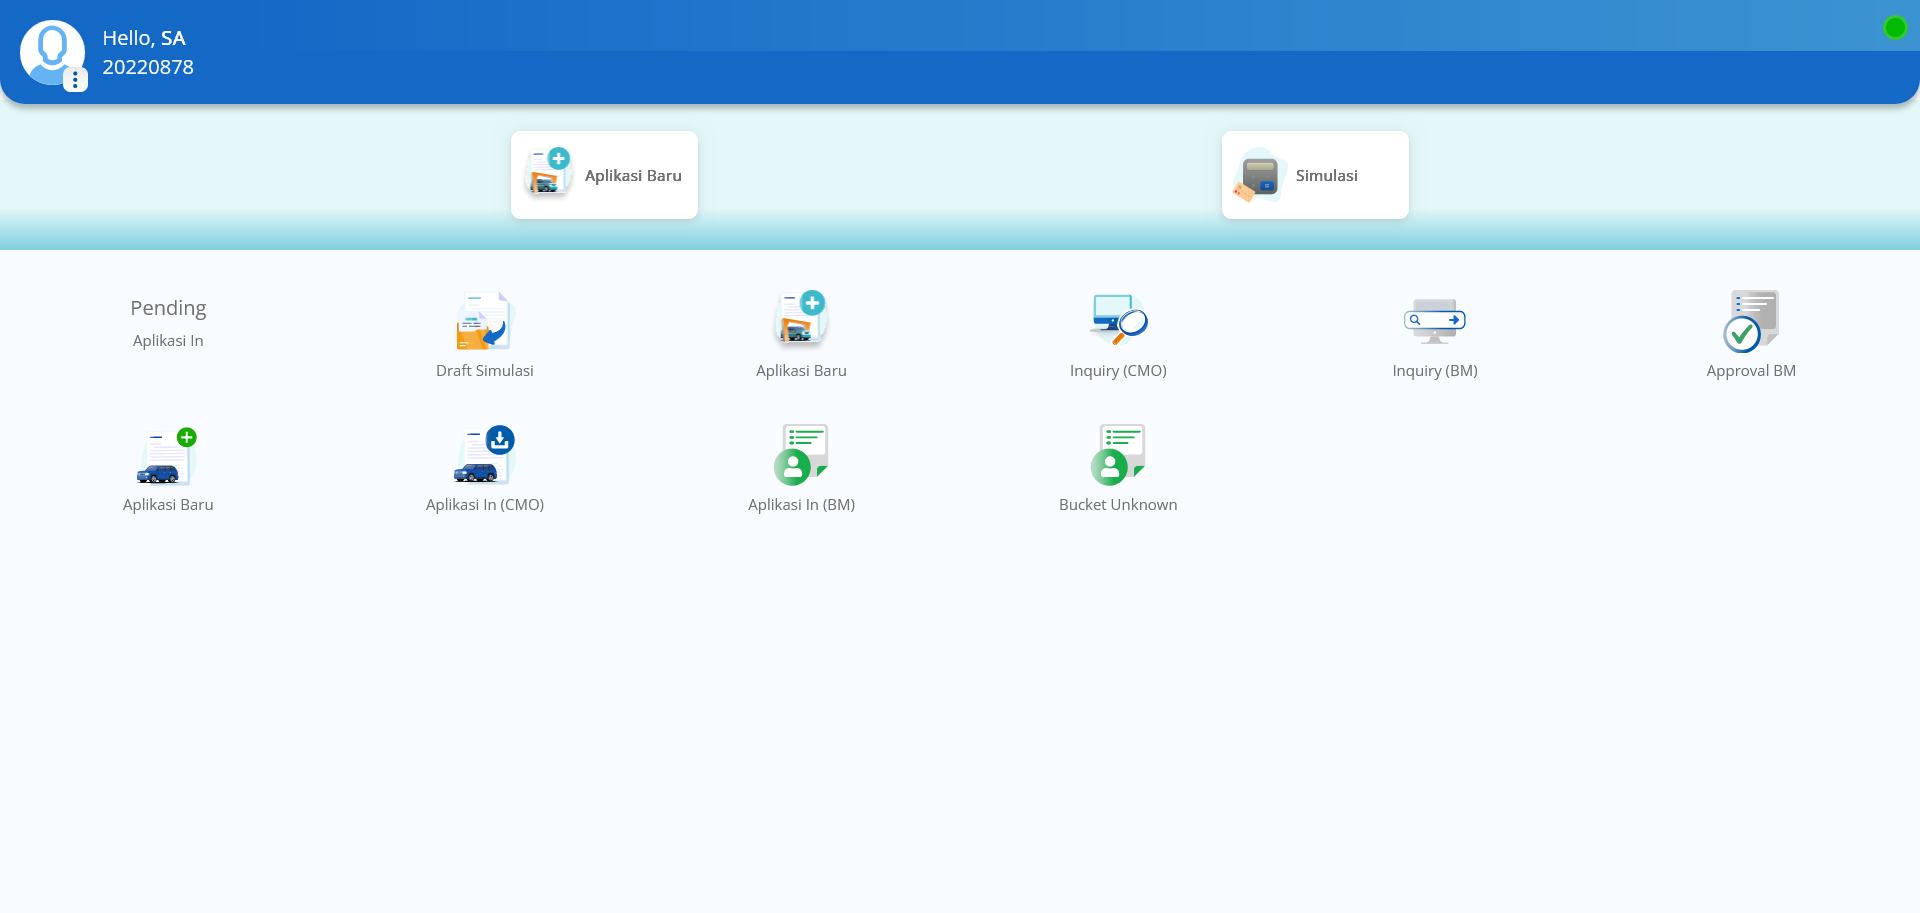 Hello, SA
20220878
Aplikasi Baru
Simulasi
Pending
Aplikasi In
Draft Simulasi
Aplikasi Baru
Inquiry (CMO)
Inquiry (BM)
Approval BM
Aplikasi Baru
Aplikasi In (CMO)
Aplikasi In (BM)
Bucket Unknown